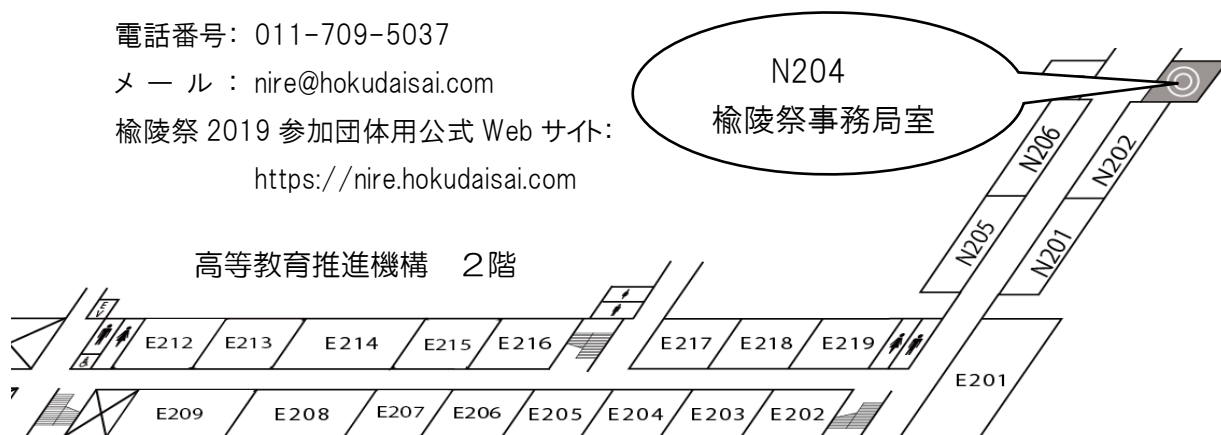 電話番号： 011-709-5037
メール： nire@hokudaisai.com
楡陵祭 2019 参加団体用公式 Web サイト：
https://nire.hokudaisai.com
N204
楡陵祭事務局室
高等教育推進機構　２階
N206
N202
N205
N201
EV
E212
E213
E214
E215
E216
E217
E218
E219
E201
E209
E208
E207
E206
E205
E204
E203
E202